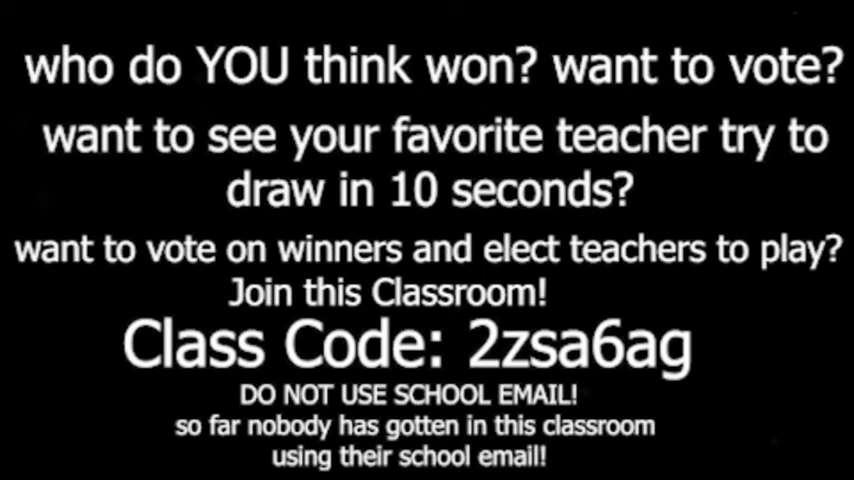 who do YOU think won? want to vote?
want to see your favorite teacher try to
draw in 10 seconds?
want to vote on winners and elect teachers to play?
Join this Classroom!
Class Code: 2zsa6ag
DO NOT USE SCHOOL EMAIL!
so far nobody has gotten in this classroom
using their school email!